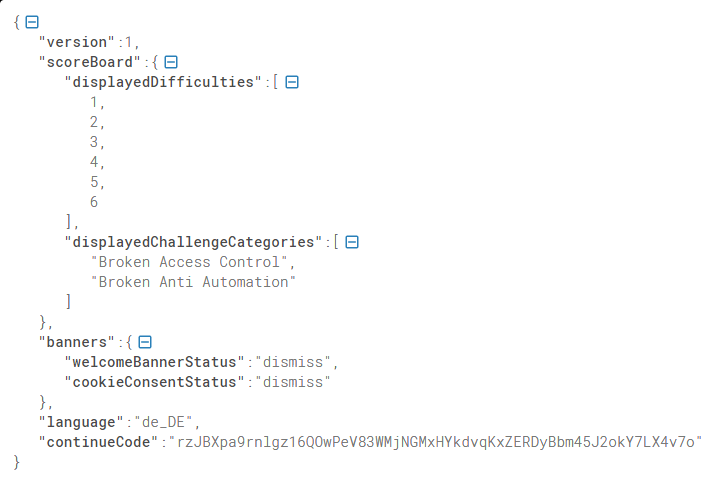 {
"version":1,
"scoreBoard":{
"displayedDifficulties":[
1,
2,
3,
4,
5,
6
],
"displayedChallengeCategories":[
"Broken Access Control",
"Broken Anti Automation"
]
},
"banners":{
"welcomeBannerStatus":"dismiss",
"cookieConsentStatus":"dismiss"
},
"language":"de_DE",
"continueCode":"rzJBXpa9rnlgz16QOwPeV83WMjNGMxHYkdvqKxZERDyBbm45J2okY7LX4v7o"
}